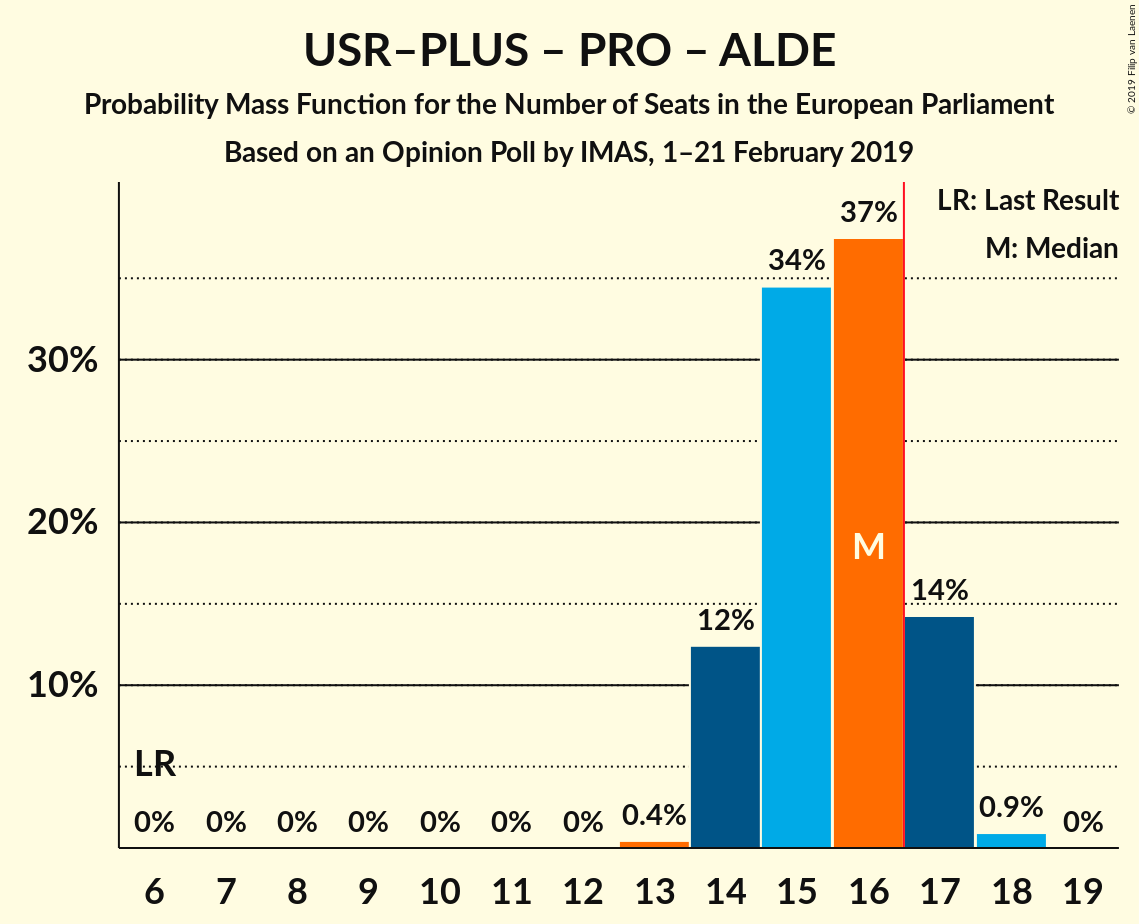 USR–PLUS – PRO – ALDE
Probability Mass Function for the Number of Seats in the European Parliament
Based on an Opinion Poll by IMAS, 1–21 February 2019
© 2019 Filip van Laenen
LR: Last Result
M: Median
37%
34%
30%
20%
M
14%
12%
10%
LR
0% 0% 0% 0% 0% 0% 0% 0.4% 0.9% 0%
6 7 8 9 10 11 12 13 14 15 16 17 18 19